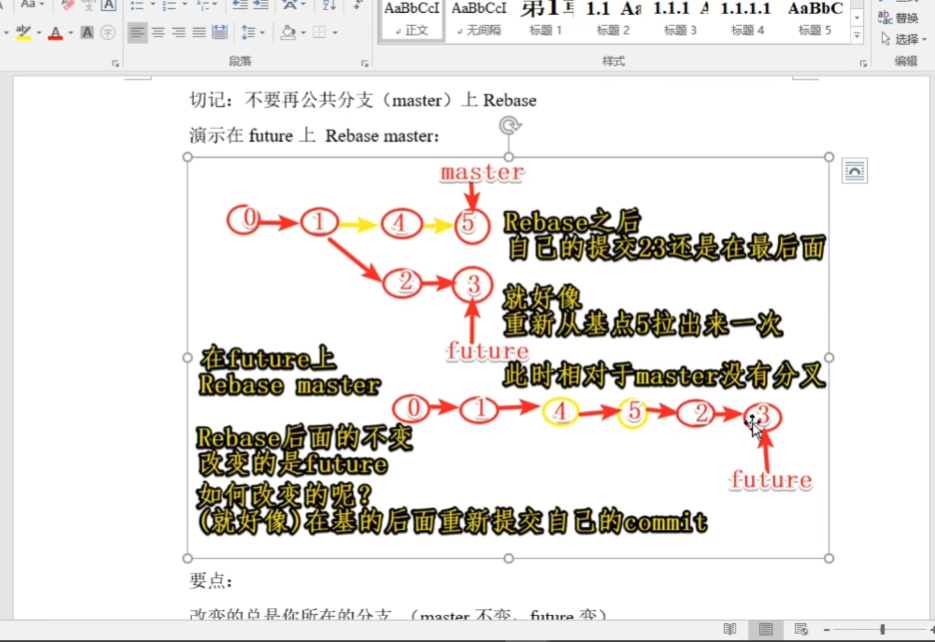 Aa
ab
A
A
AaBbCcI
AaBbCcI
1.1 Aa
1.1.1 A
1.1.1.1
AaBbC
正文
无间隔
标题 1
标题 2
标题 3
标题 4
标题 5
替换
选择
段落
样式
编辑
切记：不要再公共分支（master）上 Rebase
演示在 future 上 Rebase master：
master
0
1
4
5
Rebase之后
自己的提交23还是在最后面
2
3
就好像
重新从基点5拉出来一次
future
在future上
Rebase master
此时相对于master没有分叉
0
1
4
5
2
3
Rebase后面的不变
改变的是future
future
如何改变的呢？
(就好像)在基的后面重新提交自己的commit
要点：
改变的总是你所在的分支 （master 不变，future 变）